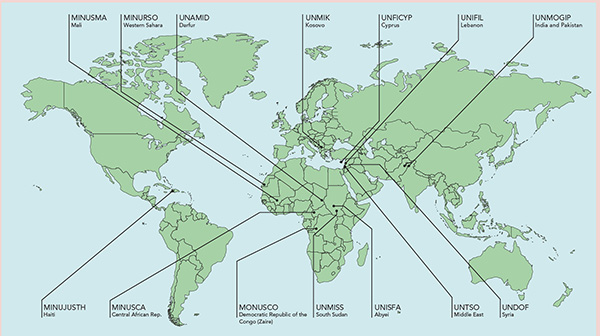 MINUSMA
Mali
MINURSO
Western Sahara
UNAMID
Darfur
UNMIK
Kosovo
UNFICYP
Cyprus
UNIFIL
Lebanon
UNMOGIP
India and Pakistan
MINUJUSTH
Haiti
MINUSCA
Central African Rep.
MONUSCO
Democratic Republic of the
Congo (Zaire)
UNMISS
South Sudan
UNISFA
Abyei
UNTSO
Middle East
UNDOF
Syria